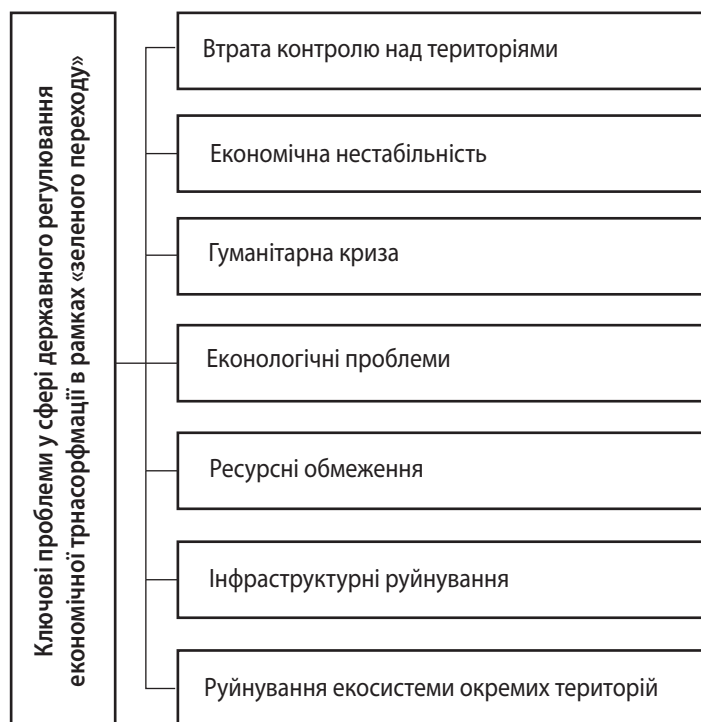 Ключові проблеми у сфері державного регулювання
економічної трнасорфмації в рамках «зеленого переходу»
Втрата контролю над територіями
Економічна нестабільність
Гуманітарна криза
Еконологічні проблеми
Ресурсні обмеження
Інфраструктурні руйнування
Руйнування екосистеми окремих територій